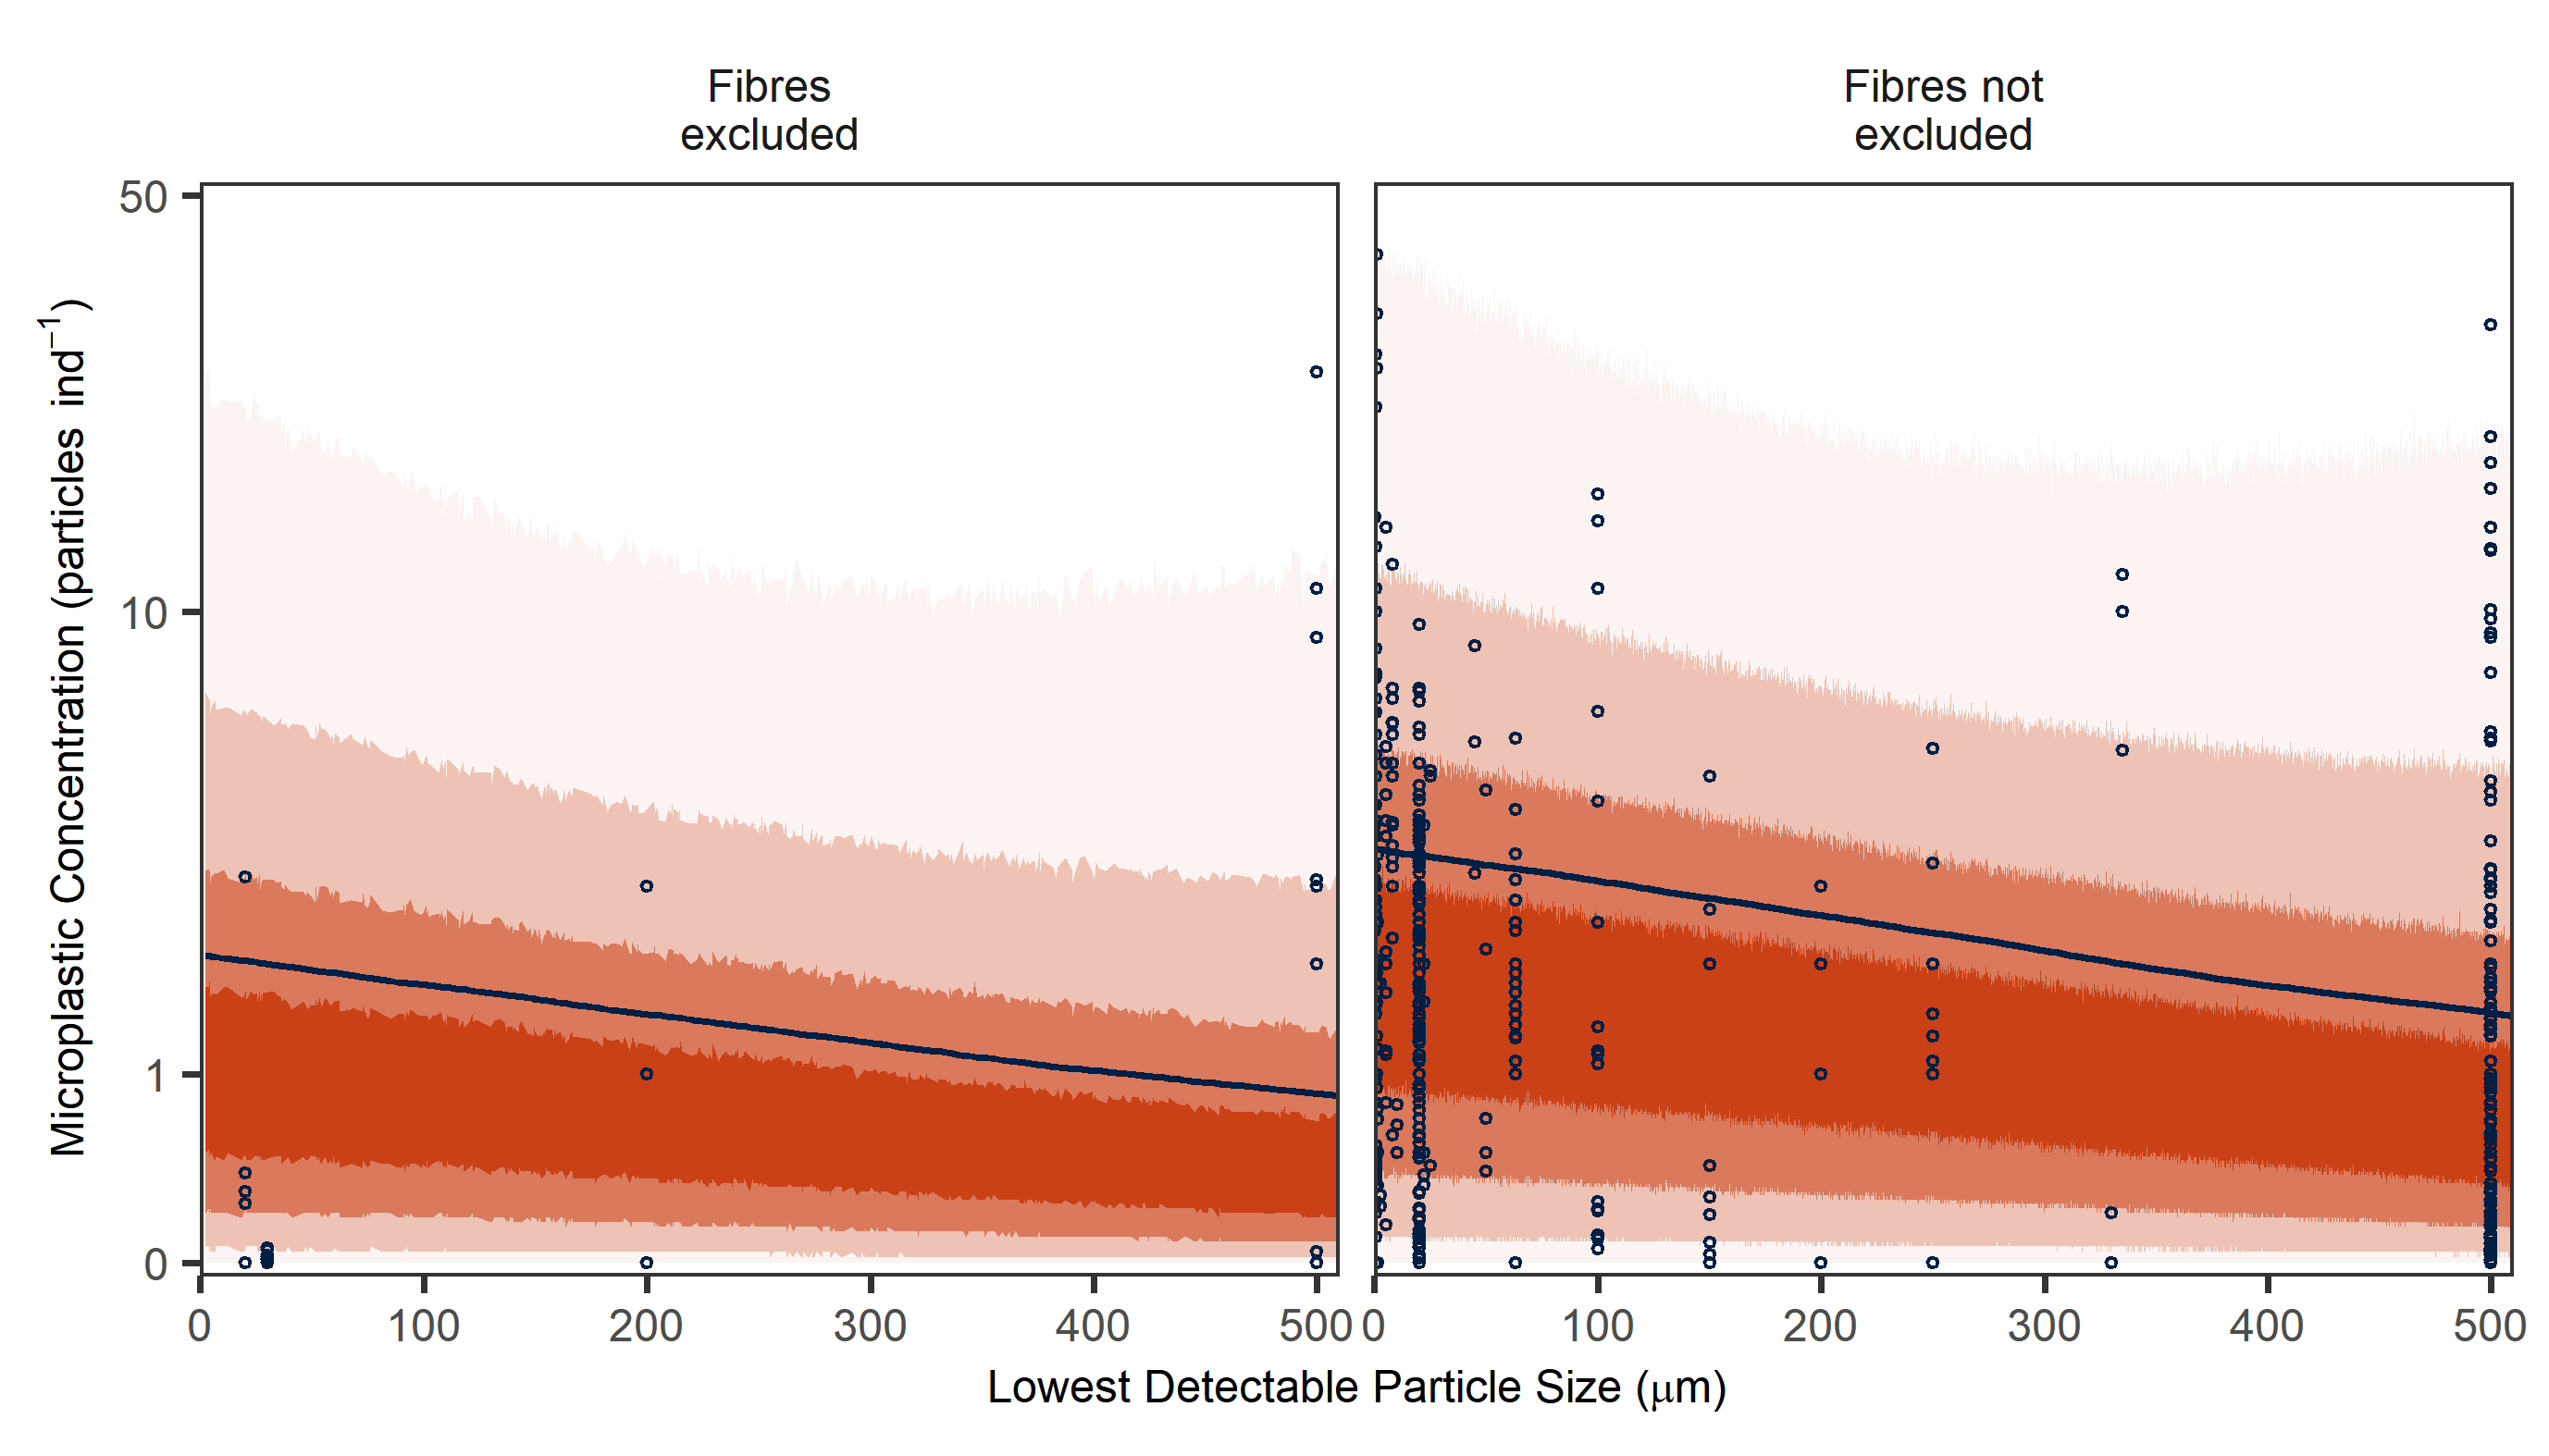 Fibres
excluded
Fibres not
excluded
Microplastic Concentration (particles ind⁻¹)
50
10
1
0
0 100 200 300 400 500
0 100 200 300 400 500
Lowest Detectable Particle Size (μm)